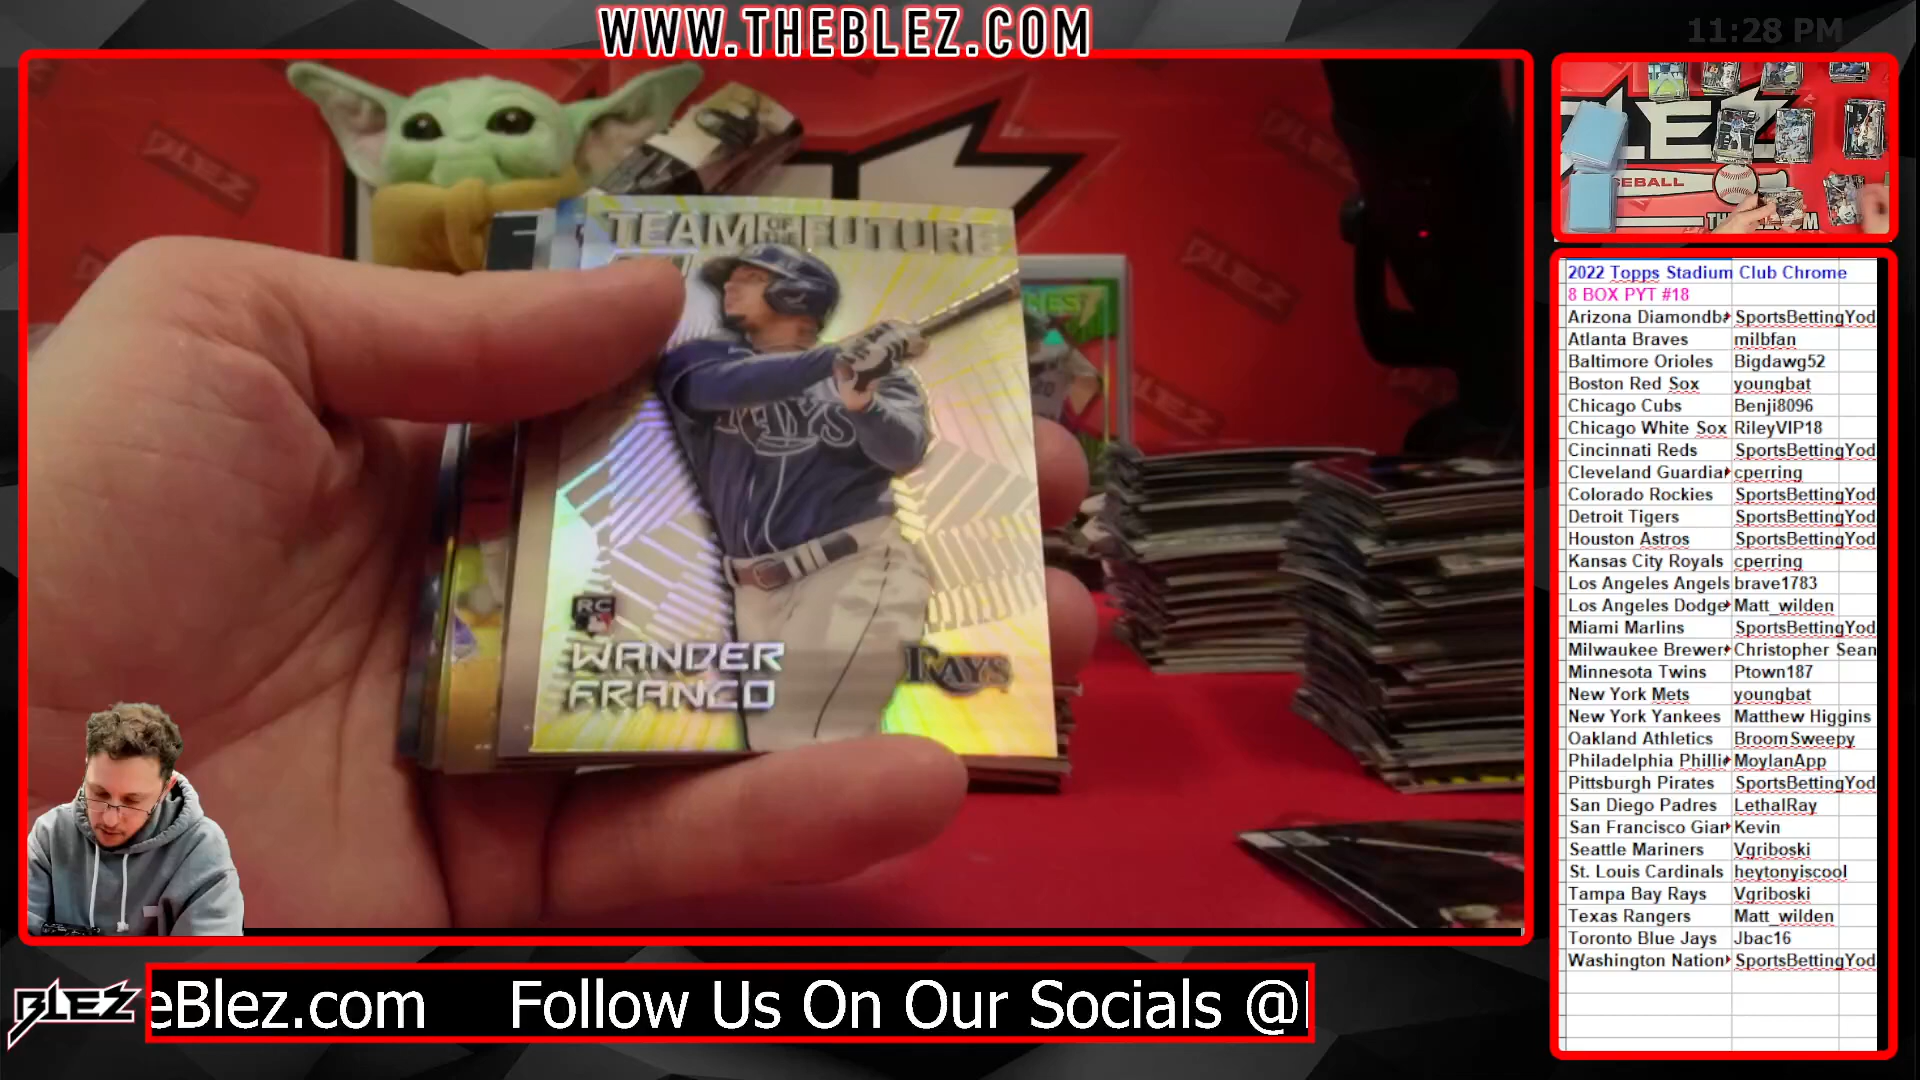 WWW.THEBLEZ.COM
11:28 PM
TEAM OF THE FUTURE
RAYS
RC
WANDER
FRANCO
RAYS
BLEZ
BLEZ
LEZ
SEBALL
2022 Topps Stadium Club Chrome
8 BOX PYT #18
Arizona Diamondba SportsBettingYod
Atlanta Braves milbfan
Baltimore Orioles Bigdawg52
Boston Red Sox youngbat
Chicago Cubs Benji8096
Chicago White Sox RileyVIP18
Cincinnati Reds SportsBettingYod
Cleveland Guardia cperring
Colorado Rockies SportsBettingYod
Detroit Tigers SportsBettingYod
Houston Astros SportsBettingYod
Kansas City Royals cperring
Los Angeles Angels brave1783
Los Angeles Dodge Matt_wilden
Miami Marlins SportsBettingYod
Milwaukee Brewer Christopher Sean
Minnesota Twins Ptown187
New York Mets youngbat
New York Yankees Matthew Higgins
Oakland Athletics BroomSweepy
Philadelphia Philli MoylanApp
Pittsburgh Pirates SportsBettingYod
San Diego Padres LethalRay
San Francisco Giar Kevin
Seattle Mariners Vgriboski
St. Louis Cardinals heytonyiscool
Tampa Bay Rays Vgriboski
Texas Rangers Matt_wilden
Toronto Blue Jays Jbac16
Washington Nation SportsBettingYod
BLEZ
eBlez.com Follow Us On Our Socials @